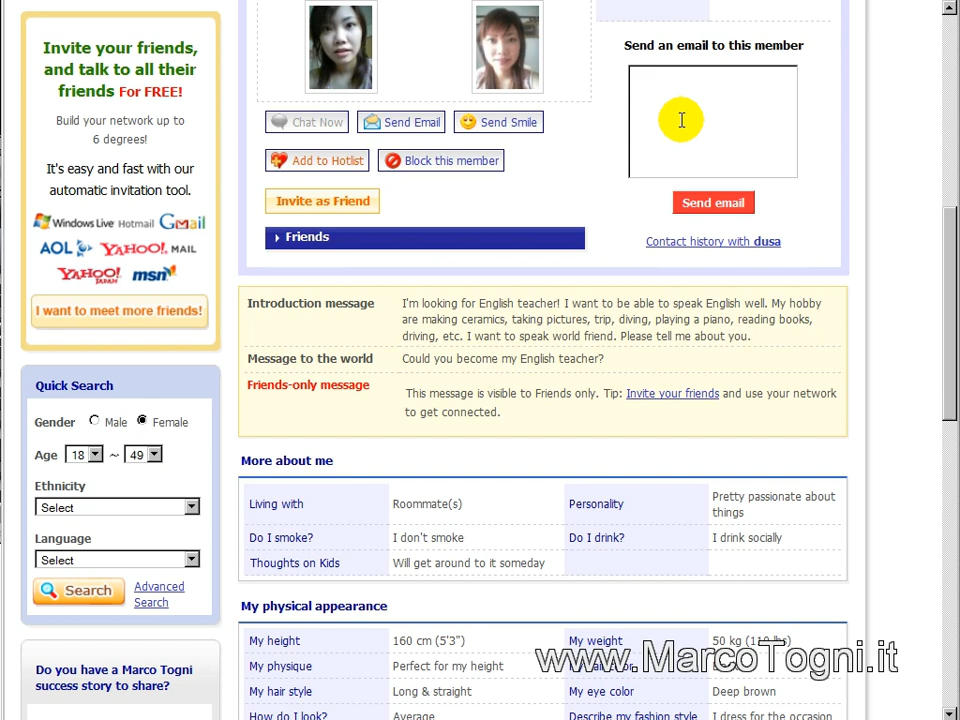 Invite your friends,
and talk to all their
friends For FREE!
Build your network up to
6 degrees!
It's easy and fast with our
automatic invitation tool.
Windows Live Hotmail Gmail
AOL YAHOO! MAIL
YAHOO! JAPAN msn
I want to meet more friends!
Quick Search
Gender Male Female
Age 18 ~ 49
Ethnicity
Select
Language
Select
Search Advanced
Search
Do you have a Marco Togni
success story to share?
Chat Now Send Email Send Smile
Add to Hotlist Block this member
Invite as Friend
Friends
Send an email to this member
Send email
Contact history with dusa
Introduction message I'm looking for English teacher! I want to be able to speak English well. My hobby
are making ceramics, taking pictures, trip, diving, playing a piano, reading books,
driving, etc. I want to speak world friend. Please tell me about you.
Message to the world Could you become my English teacher?
Friends-only message This message is visible to Friends only. Tip: Invite your friends and use your network
to get connected.
More about me
Living with Roommate(s) Personality Pretty passionate about
things
Do I smoke? I don't smoke Do I drink? I drink socially
Thoughts on Kids Will get around to it someday
My physical appearance
My height 160 cm (5'3") My weight 50 kg (110 lbs)
My physique Perfect for my height
My hair style Long & straight My eye color Deep brown
How do I look? Average Describe my fashion style I dress for the occasion
www.MarcoTogni.it